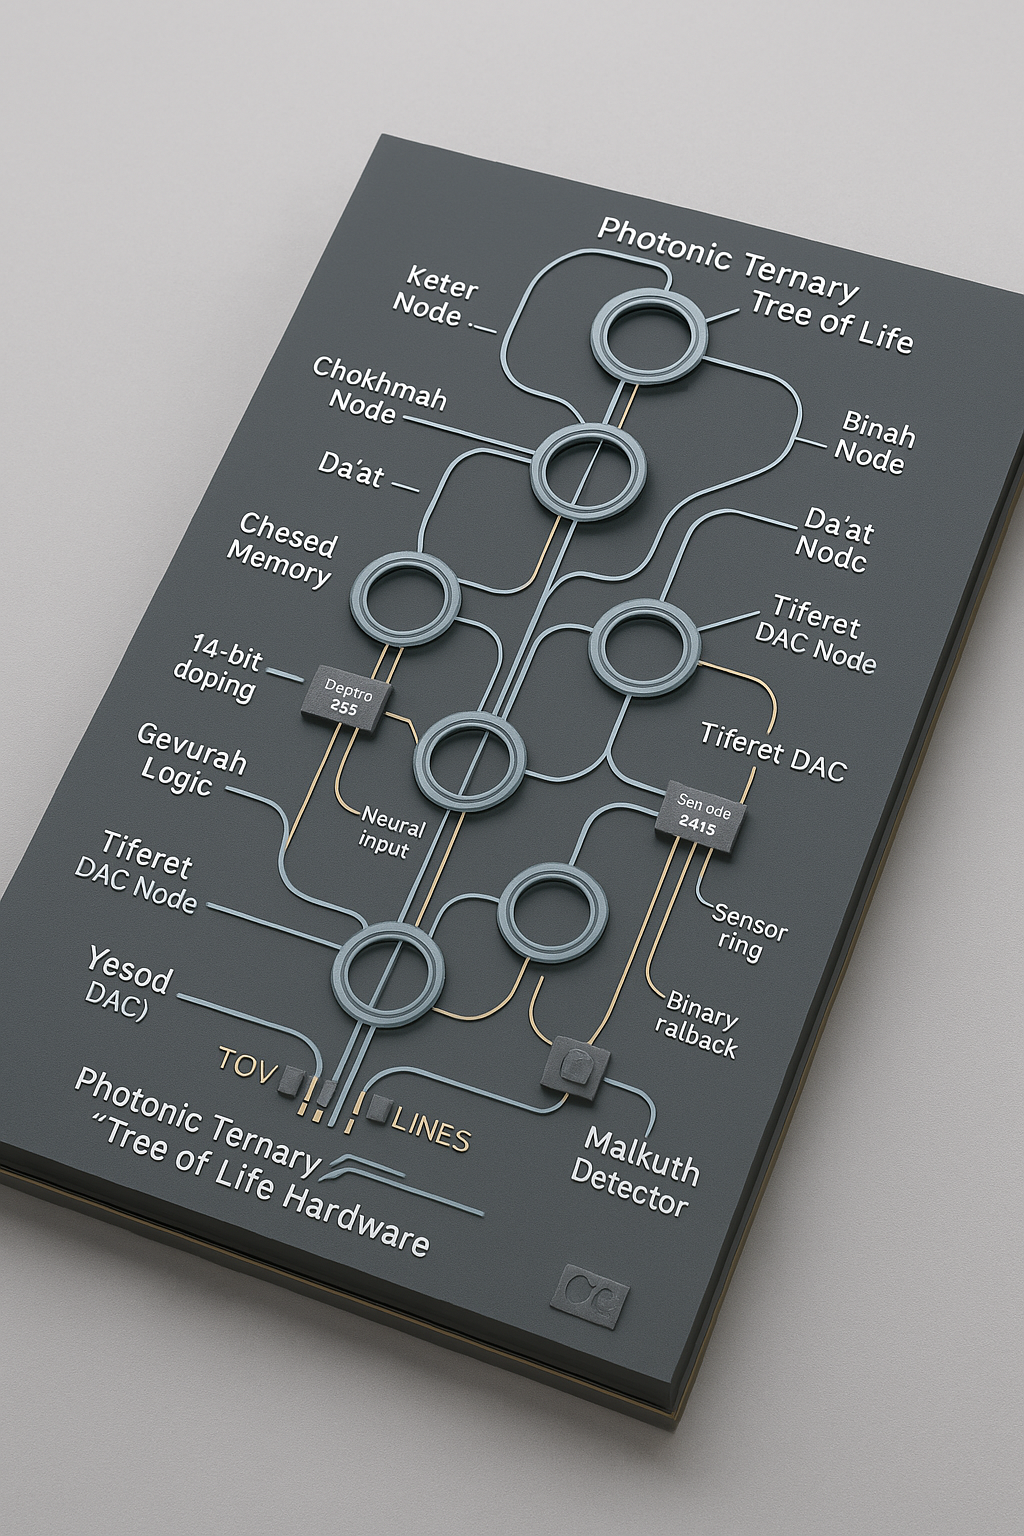 Photonic Ternary
Tree of Life
Keter
Node
Chokhmah
Node
Binah
Node
Da'at
Da'at
Nodc
Chesed
Memory
Tiferet
DAC Node
14-bit
doping
Deptro
255
Tiferet DAC
Gevurah
Logic
Sen ode
2415
Neural
input
Tiferet
DAC Node
Sensor
ring
Yesod
DAC)
Binary
ralback
TOV
LINES
Photonic Ternary
"Tree of Life Hardware
Malkuth
Detector